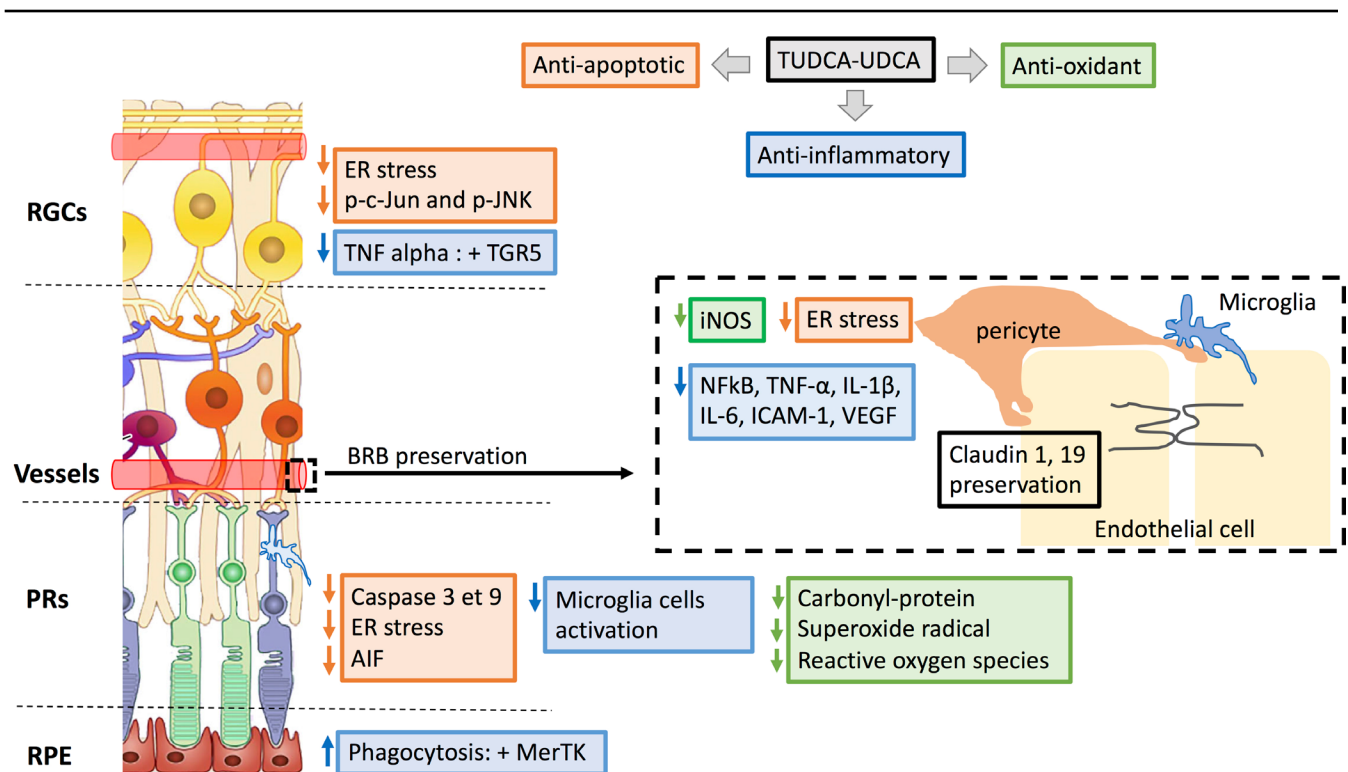 TUDCA-UDCA
Anti-apoptotic
Anti-oxidant
Anti-inflammatory
RGCs
ER stress
p-c-Jun and p-JNK
TNF alpha : + TGR5
Vessels
BRB preservation
iNOS
ER stress
NFkB, TNF-α, IL-1β,
IL-6, ICAM-1, VEGF
pericyte
Microglia
Claudin 1, 19
preservation
Endothelial cell
PRs
Caspase 3 et 9
ER stress
AIF
Microglia cells
activation
Carbonyl-protein
Superoxide radical
Reactive oxygen species
RPE
Phagocytosis: + MerTK